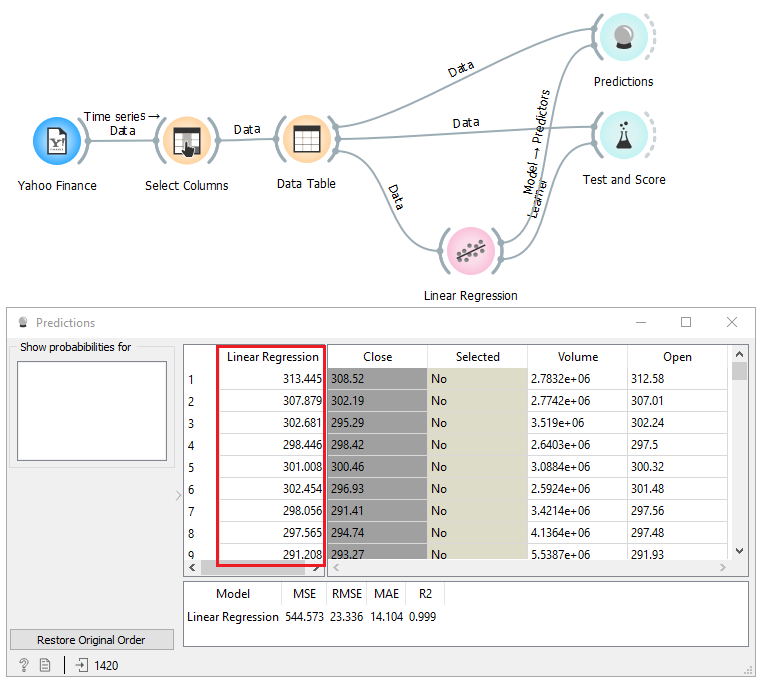 Data
Predictions
Time series → Data
Data
Data
Model → Predictors
Learner
Yahoo Finance
Select Columns
Data Table
Test and Score
Data
Linear Regression
Predictions
Show probabilities for
Linear Regression Close Selected Volume Open
1 313.445 308.52 No 2.7832e+06 312.58
2 307.879 302.19 No 2.7742e+06 307.01
3 302.681 295.29 No 3.519e+06 302.24
4 298.446 298.42 No 2.6403e+06 297.5
5 301.008 300.46 No 3.0884e+06 300.32
6 302.454 296.93 No 2.5924e+06 301.48
7 298.056 291.41 No 3.4214e+06 297.56
8 297.565 294.74 No 4.1364e+06 297.48
9 291.208 293.27 No 5.5387e+06 291.93
Model MSE RMSE MAE R2
Linear Regression 544.573 23.336 14.104 0.999
Restore Original Order
? 1420